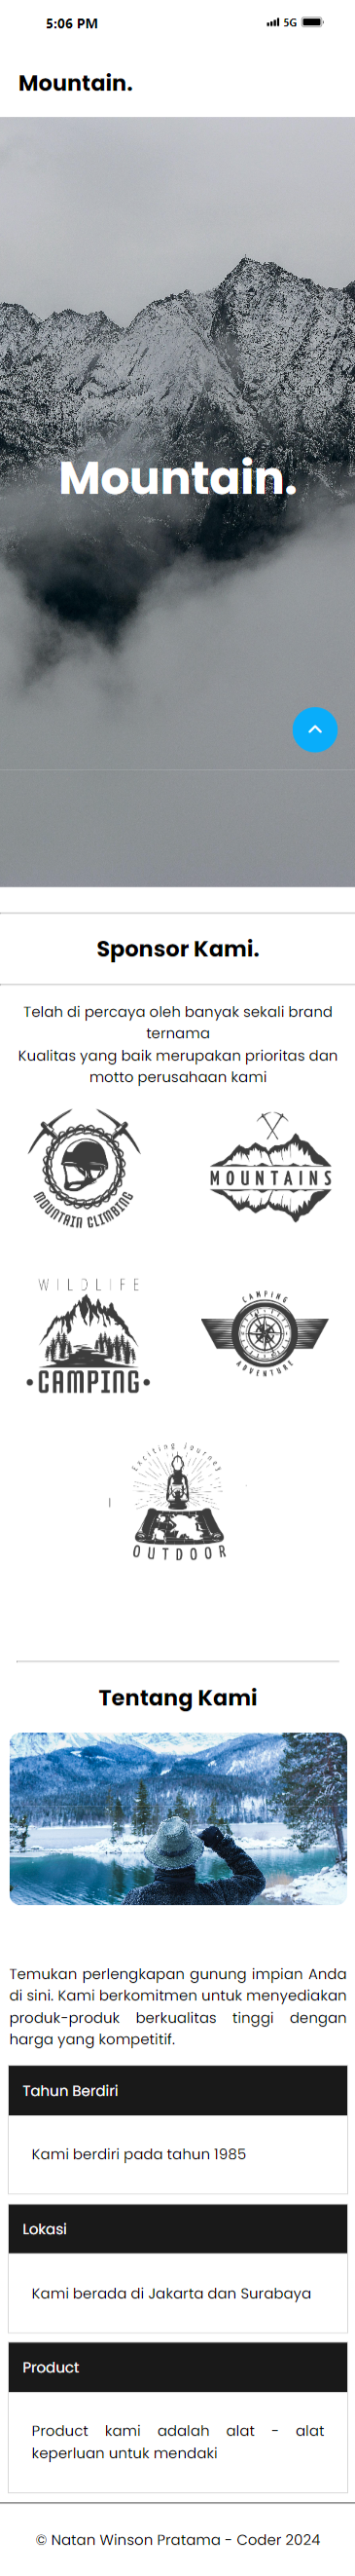 5:06 PM
5G
Mountain.
Mountain.
Sponsor Kami.
Telah di percaya oleh banyak sekali brand
ternama
Kualitas yang baik merupakan prioritas dan
motto perusahaan kami
MOUNTAIN CLIMBING
MOUNTAINS
WILDLIFE
•CAMPING•
CAMPING
ADVENTURE
Exciting Journey
OUTDOOR
Tentang Kami
Temukan perlengkapan gunung impian Anda
di sini. Kami berkomitmen untuk menyediakan
produk-produk berkualitas tinggi dengan
harga yang kompetitif.
Tahun Berdiri
Kami berdiri pada tahun 1985
Lokasi
Kami berada di Jakarta dan Surabaya
Product
Product kami adalah alat - alat
keperluan untuk mendaki
© Natan Winson Pratama - Coder 2024